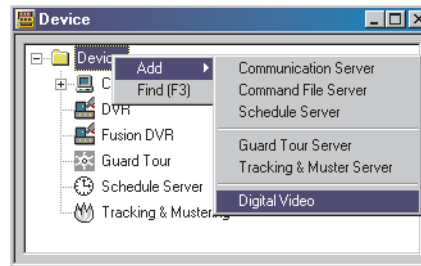 Device
Devic
Add
Communication Server
Find (F3)
Command File Server
C
Schedule Server
DVR
Fusion DVR
Guard Tour Server
Guard Tour
Tracking & Muster Server
Schedule Server
Digital Video
Tracking & Mustering